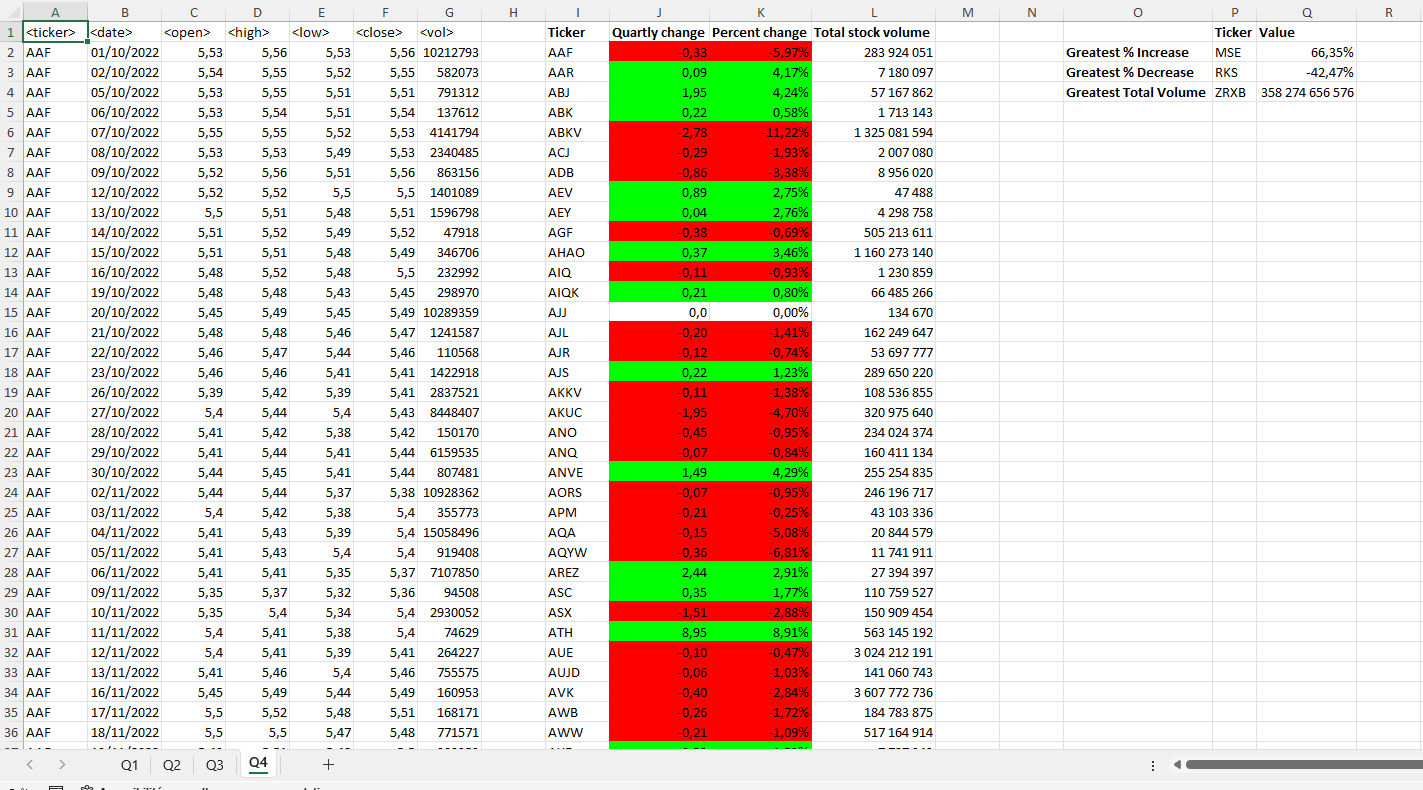 A B C D E F G H I J K L M N O P Q R
1 <ticker> <date> <open> <high> <low> <close> <vol> Ticker Quartly change Percent change Total stock volume Ticker Value
2 AAF 01/10/2022 5,53 5,56 5,53 5,56 10212793 AAF -0,33 -5,97% 283 924 051 Greatest % Increase MSE 66,35%
3 AAF 02/10/2022 5,54 5,55 5,52 5,55 582073 AAR 0,09 4,17% 7 180 097 Greatest % Decrease RKS -42,47%
4 AAF 05/10/2022 5,53 5,55 5,51 5,51 791312 ABJ 1,95 4,24% 57 167 862 Greatest Total Volume ZRXB 358 274 656 576
5 AAF 06/10/2022 5,53 5,54 5,51 5,54 137612 ABK 0,22 0,58% 1 713 143
6 AAF 07/10/2022 5,55 5,55 5,52 5,53 4141794 ABKV -2,78 -11,22% 1 325 081 594
7 AAF 08/10/2022 5,53 5,53 5,49 5,53 2340485 ACJ -0,29 -1,93% 2 007 080
8 AAF 09/10/2022 5,52 5,56 5,51 5,56 863156 ADB -0,86 -3,38% 8 956 020
9 AAF 12/10/2022 5,52 5,52 5,5 5,5 1401089 AEV 0,89 2,75% 47 488
10 AAF 13/10/2022 5,5 5,51 5,48 5,51 1596798 AEY 0,04 2,76% 4 298 758
11 AAF 14/10/2022 5,51 5,52 5,49 5,52 47918 AGF -0,38 -0,69% 505 213 611
12 AAF 15/10/2022 5,51 5,51 5,48 5,49 346706 AHAO 0,37 3,46% 1 160 273 140
13 AAF 16/10/2022 5,48 5,52 5,48 5,5 232992 AIQ -0,11 -0,93% 1 230 859
14 AAF 19/10/2022 5,48 5,48 5,43 5,45 298970 AIQK 0,21 0,80% 66 485 266
15 AAF 20/10/2022 5,45 5,49 5,45 5,49 10289359 AJJ 0,0 0,00% 134 670
16 AAF 21/10/2022 5,48 5,48 5,46 5,47 1241587 AJL -0,20 -1,41% 162 249 647
17 AAF 22/10/2022 5,46 5,47 5,44 5,46 110568 AJR -0,12 -0,74% 53 697 777
18 AAF 23/10/2022 5,46 5,46 5,41 5,41 1422918 AJS 0,22 1,23% 289 650 220
19 AAF 26/10/2022 5,39 5,42 5,39 5,41 2837521 AKKV -0,11 -1,38% 108 536 855
20 AAF 27/10/2022 5,4 5,44 5,4 5,43 8448407 AKUC -1,95 -4,70% 320 975 640
21 AAF 28/10/2022 5,41 5,42 5,38 5,42 150170 ANO -0,45 -0,95% 234 024 374
22 AAF 29/10/2022 5,41 5,44 5,41 5,44 6159535 ANQ -0,07 -0,84% 160 411 134
23 AAF 30/10/2022 5,44 5,45 5,41 5,44 807481 ANVE 1,49 4,29% 255 254 835
24 AAF 02/11/2022 5,44 5,44 5,37 5,38 10928362 AORS -0,07 -0,95% 246 196 717
25 AAF 03/11/2022 5,4 5,42 5,38 5,4 355773 APM -0,21 -0,25% 43 103 336
26 AAF 04/11/2022 5,41 5,43 5,39 5,4 15058496 AQA -0,15 -5,08% 20 844 579
27 AAF 05/11/2022 5,41 5,43 5,4 5,4 919408 AQYW -0,36 -6,81% 11 741 911
28 AAF 06/11/2022 5,41 5,41 5,35 5,37 7107850 AREZ 2,44 2,91% 27 394 397
29 AAF 09/11/2022 5,35 5,37 5,32 5,36 94508 ASC 0,35 1,77% 110 759 527
30 AAF 10/11/2022 5,35 5,4 5,34 5,4 2930052 ASX -1,51 -2,88% 150 909 454
31 AAF 11/11/2022 5,4 5,41 5,38 5,4 74629 ATH 8,95 8,91% 563 145 192
32 AAF 12/11/2022 5,4 5,41 5,39 5,41 264227 AUE -0,10 -0,47% 3 024 212 191
33 AAF 13/11/2022 5,41 5,46 5,4 5,46 755575 AUJD -0,06 -1,03% 141 060 743
34 AAF 16/11/2022 5,45 5,49 5,44 5,49 160953 AVK -0,40 -2,84% 3 607 772 736
35 AAF 17/11/2022 5,5 5,52 5,48 5,51 168171 AWB -0,26 -1,72% 184 783 875
36 AAF 18/11/2022 5,5 5,5 5,47 5,48 771571 AWW -0,21 -1,09% 517 164 914
Q1 Q2 Q3 Q4 +